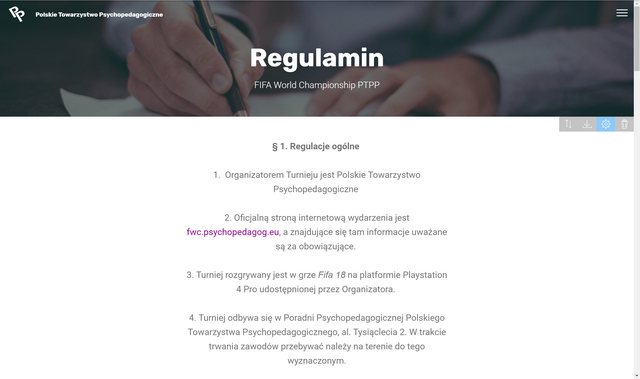 Polskie Towarzystwo Psychopedagogiczne
Regulamin
FIFA World Championship PTPP
§ 1. Regulacje ogólne
1. Organizatorem Turnieju jest Polskie Towarzystwo
Psychopedagogiczne
2. Oficjalną stroną internetową wydarzenia jest
fwc.psychopedagog.eu, a znajdujące się tam informacje uważane
są za obowiązujące.
3. Turniej rozgrywany jest w grze Fifa 18 na platformie Playstation
4 Pro udostępnionej przez Organizatora.
4. Turniej odbywa się w Poradni Psychopedagogicznej Polskiego
Towarzystwa Psychopedagogicznego, al. Tysiąclecia 2. W trakcie
trwania zawodów przebywać należy na terenie do tego
wyznaczonym.